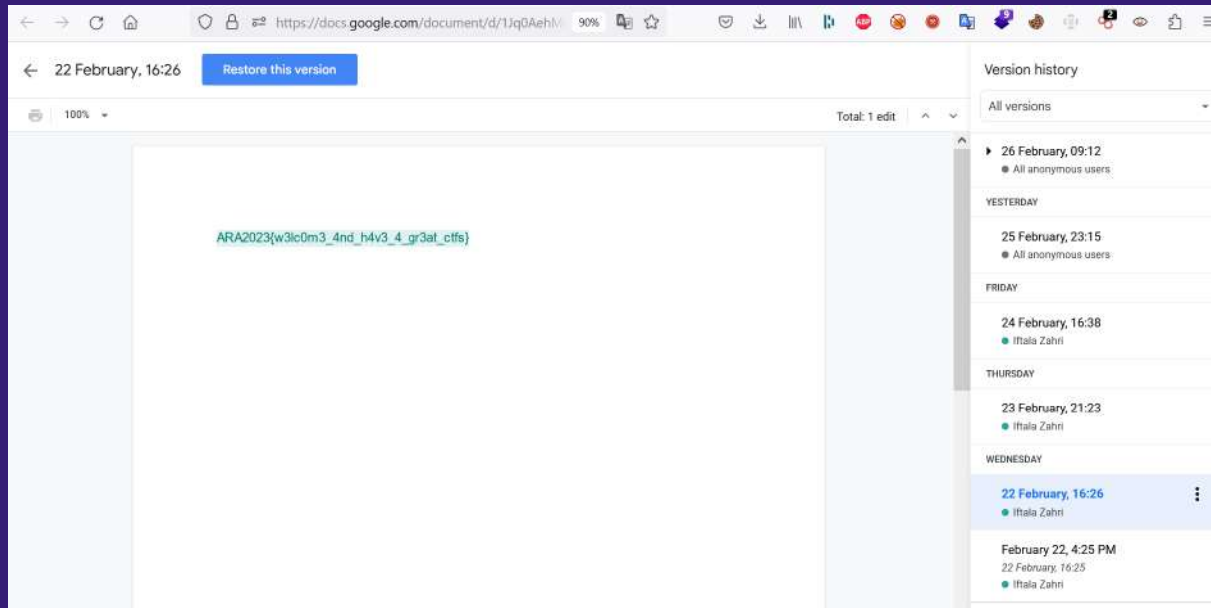 https://docs.google.com/document/d/1Jq0AehM
90%
ABP
9
2
22 February, 16:26
Restore this version
100%
Total: 1 edit
ARA2023{w3lc0m3_4nd_h4v3_4_gr3at_ctfs}
Version history
All versions
26 February, 09:12
All anonymous users
YESTERDAY
25 February, 23:15
All anonymous users
FRIDAY
24 February, 16:38
Iftala Zahri
THURSDAY
23 February, 21:23
Iftala Zahri
WEDNESDAY
22 February, 16:26
Iftala Zahri
February 22, 4:25 PM
22 February, 16:25
Iftala Zahri